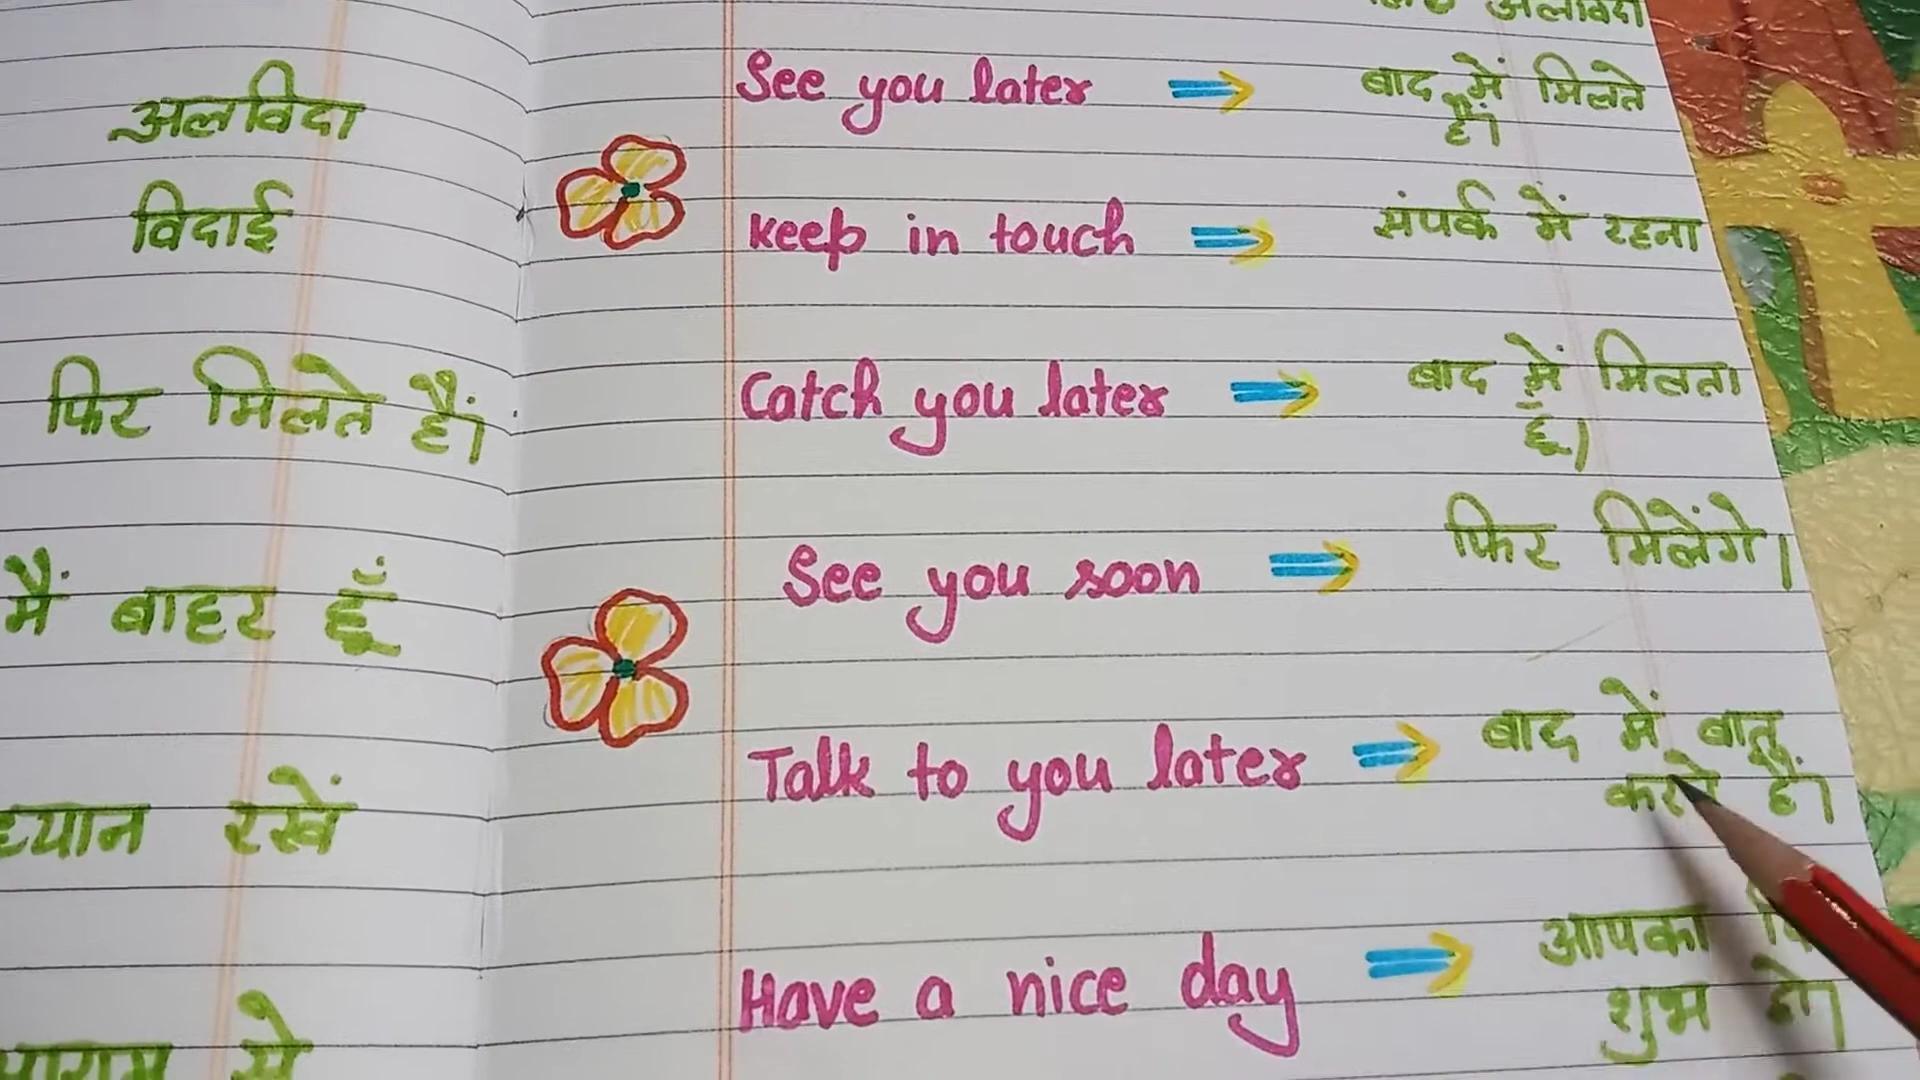 अलविदा
विदाई
फिर मिलते हैं।
मैं बाहर हूँ
ध्यान रखें
से
अलविदा
See you later ⇒ बाद में मिलते
हैं।
keep in touch ⇒ संपर्क में रहना
Catch you later ⇒ बाद में मिलता
हूँ।
See you soon ⇒ फिर मिलेंगे।
Talk to you later ⇒ बाद में बात
करते हैं।
Have a nice day ⇒ आपका
शुभ हो।